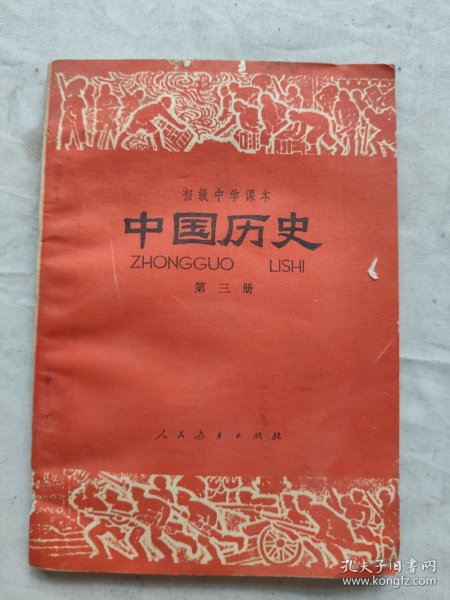 初级中学课本
中国历史
ZHONGGUO LISHI
第三册
人民教育出版社
孔夫子旧书网
www.kongfz.com